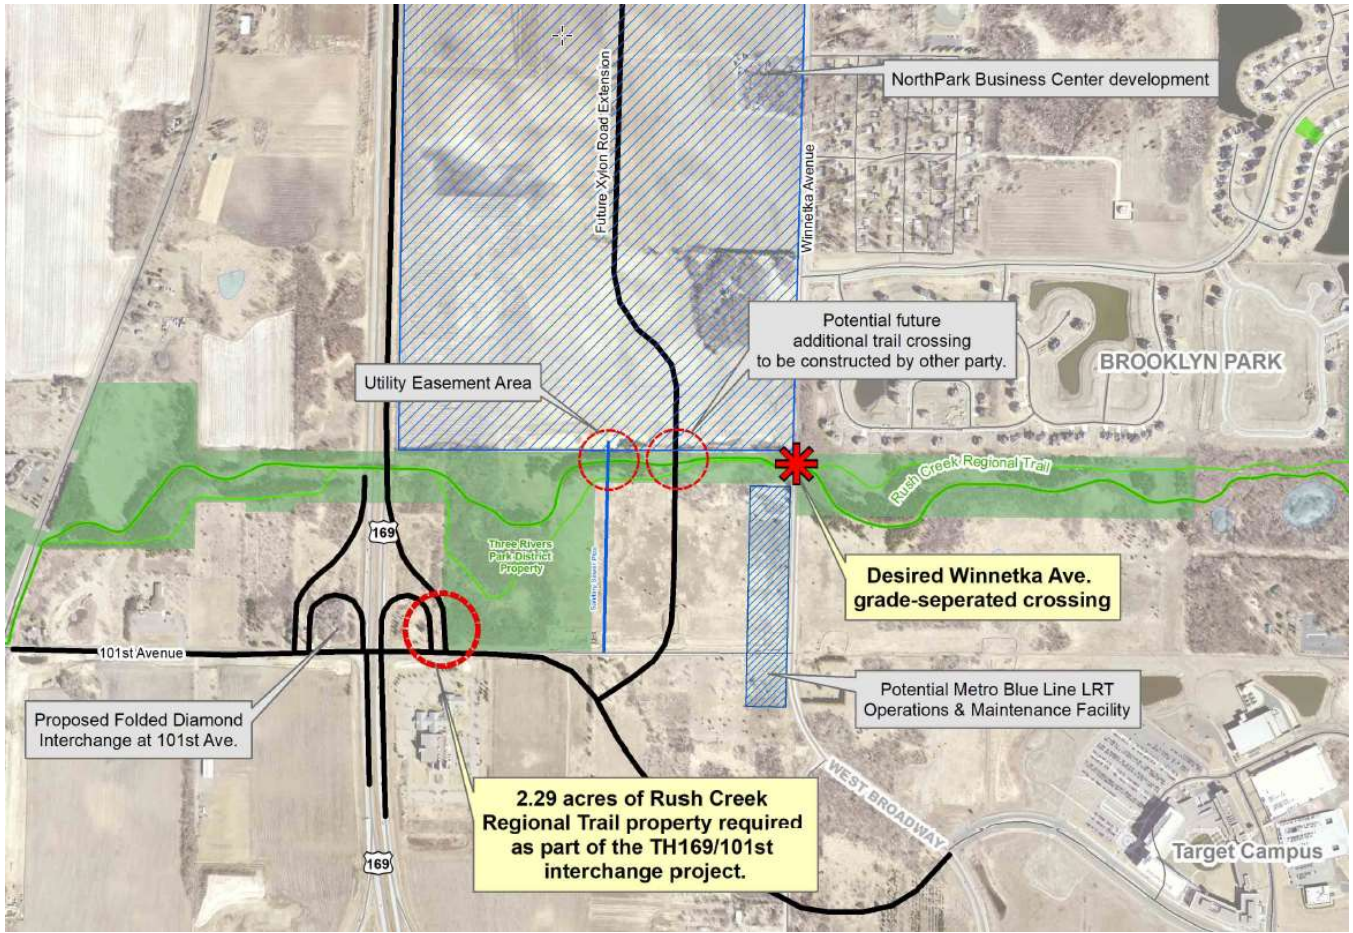 NorthPark Business Center development
Future Xylon Road Extension
Winnetka Avenue
Potential future
additional trail crossing
to be constructed by other party.
Utility Easement Area
BROOKLYN PARK
Rush Creek Regional Trail
169
Three Rivers
Park District
Property
Desired Winnetka Ave.
grade-seperated crossing
101st Avenue
Potential Metro Blue Line LRT
Operations & Maintenance Facility
Proposed Folded Diamond
Interchange at 101st Ave.
2.29 acres of Rush Creek
Regional Trail property required
as part of the TH169/101st
interchange project.
WEST BROADWAY
169
Target Campus